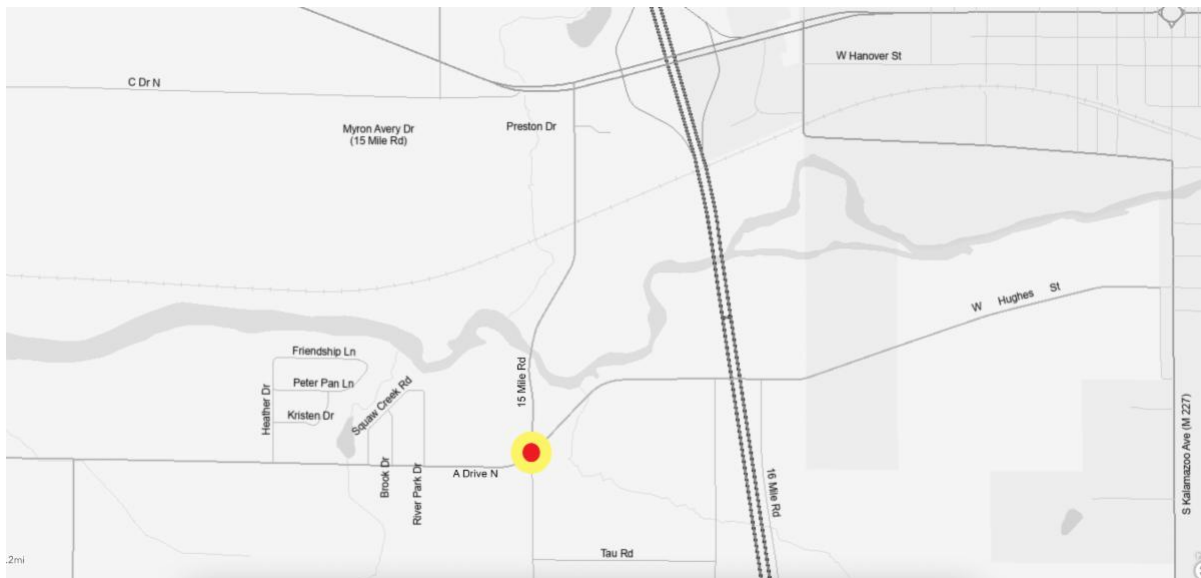 W Hanover St
C Dr N
Myron Avery Dr
(15 Mile Rd)
Preston Dr
W Hughes St
Friendship Ln
Peter Pan Ln
Kristen Dr
Heather Dr
Squaw Creek Rd
15 Mile Rd
Brook Dr
River Park Dr
A Drive N
16 Mile Rd
S Kalamazoo Ave (M 227)
Tau Rd
.2mi